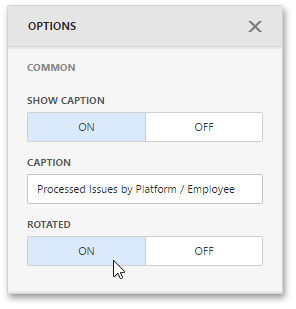 OPTIONS
COMMON
SHOW CAPTION
ON OFF
CAPTION
Processed Issues by Platform / Employee
ROTATED
ON OFF